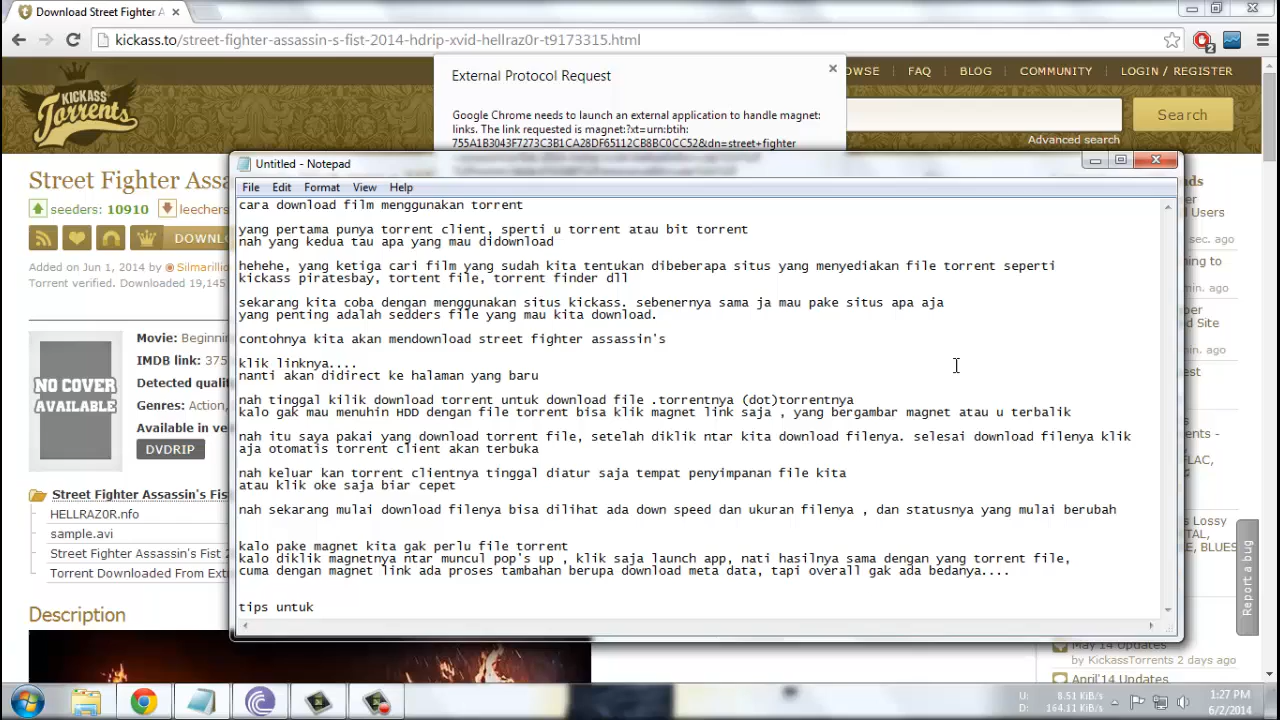 Download Street Fighter A
kickass.to/street-fighter-assassin-s-fist-2014-hdrip-xvid-hellraz0r-t9173315.html
2
External Protocol Request
Google Chrome needs to launch an external application to handle magnet:
links. The link requested is magnet:?xt=urn:btih:
755A1B3043F7273C3B1CA28DF65112CB8BC0CC52&dn=street+fighter
KICKASS
Torrents
FAQ
BLOG
COMMUNITY
LOGIN / REGISTER
Search
Advanced search
Street Fighter Assa
seeders: 10910
leechers
DOWNLO
Added on Jun 1, 2014 by Silmarillio
Torrent verified. Downloaded 19,145
NO COVER
AVAILABLE
Movie: Beginnin
IMDB link: 375
Detected qualit
Genres: Action,
Available in ve
DVDRIP
Street Fighter Assassin's Fis
HELLRAZ0R.nfo
sample.avi
Street Fighter Assassin's Fist 2
Torrent Downloaded From Ext
Description
Untitled - Notepad
File Edit Format View Help
cara download film menggunakan torrent
yang pertama punya torrent client, sperti u torrent atau bit torrent
nah yang kedua tau apa yang mau didownload
hehehe, yang ketiga cari film yang sudah kita tentukan dibeberapa situs yang menyediakan file torrent seperti
kickass piratesbay, tortent file, torrent finder dll
sekarang kita coba dengan menggunakan situs kickass. sebenernya sama ja mau pake situs apa aja
yang penting adalah sedders file yang mau kita download.
contohnya kita akan mendownload street fighter assassin's
klik linknya....
nanti akan didirect ke halaman yang baru
nah tinggal kilik download torrent untuk download file .torrentnya (dot)torrentnya
kalo gak mau menuhin HDD dengan file torrent bisa klik magnet link saja , yang bergambar magnet atau u terbalik
nah itu saya pakai yang download torrent file, setelah diklik ntar kita download filenya. selesai download filenya klik
aja otomatis torrent client akan terbuka
nah keluar kan torrent clientnya tinggal diatur saja tempat penyimpanan file kita
atau klik oke saja biar cepet
nah sekarang mulai download filenya bisa dilihat ada down speed dan ukuran filenya , dan statusnya yang mulai berubah
kalo pake magnet kita gak perlu file torrent
kalo diklik magnetnya ntar muncul pop's up , klik saja launch app, nati hasilnya sama dengan yang torrent file,
cuma dengan magnet link ada proses tambahan berupa download meta data, tapi overall gak ada bedanya....
tips untuk
Report a bug
May'14 Updates
by KickassTorrents 2 days ago
April'14 Updates
U: 8.51 KiB/s
D: 164.11 KiB/s
1:27 PM
6/2/2014